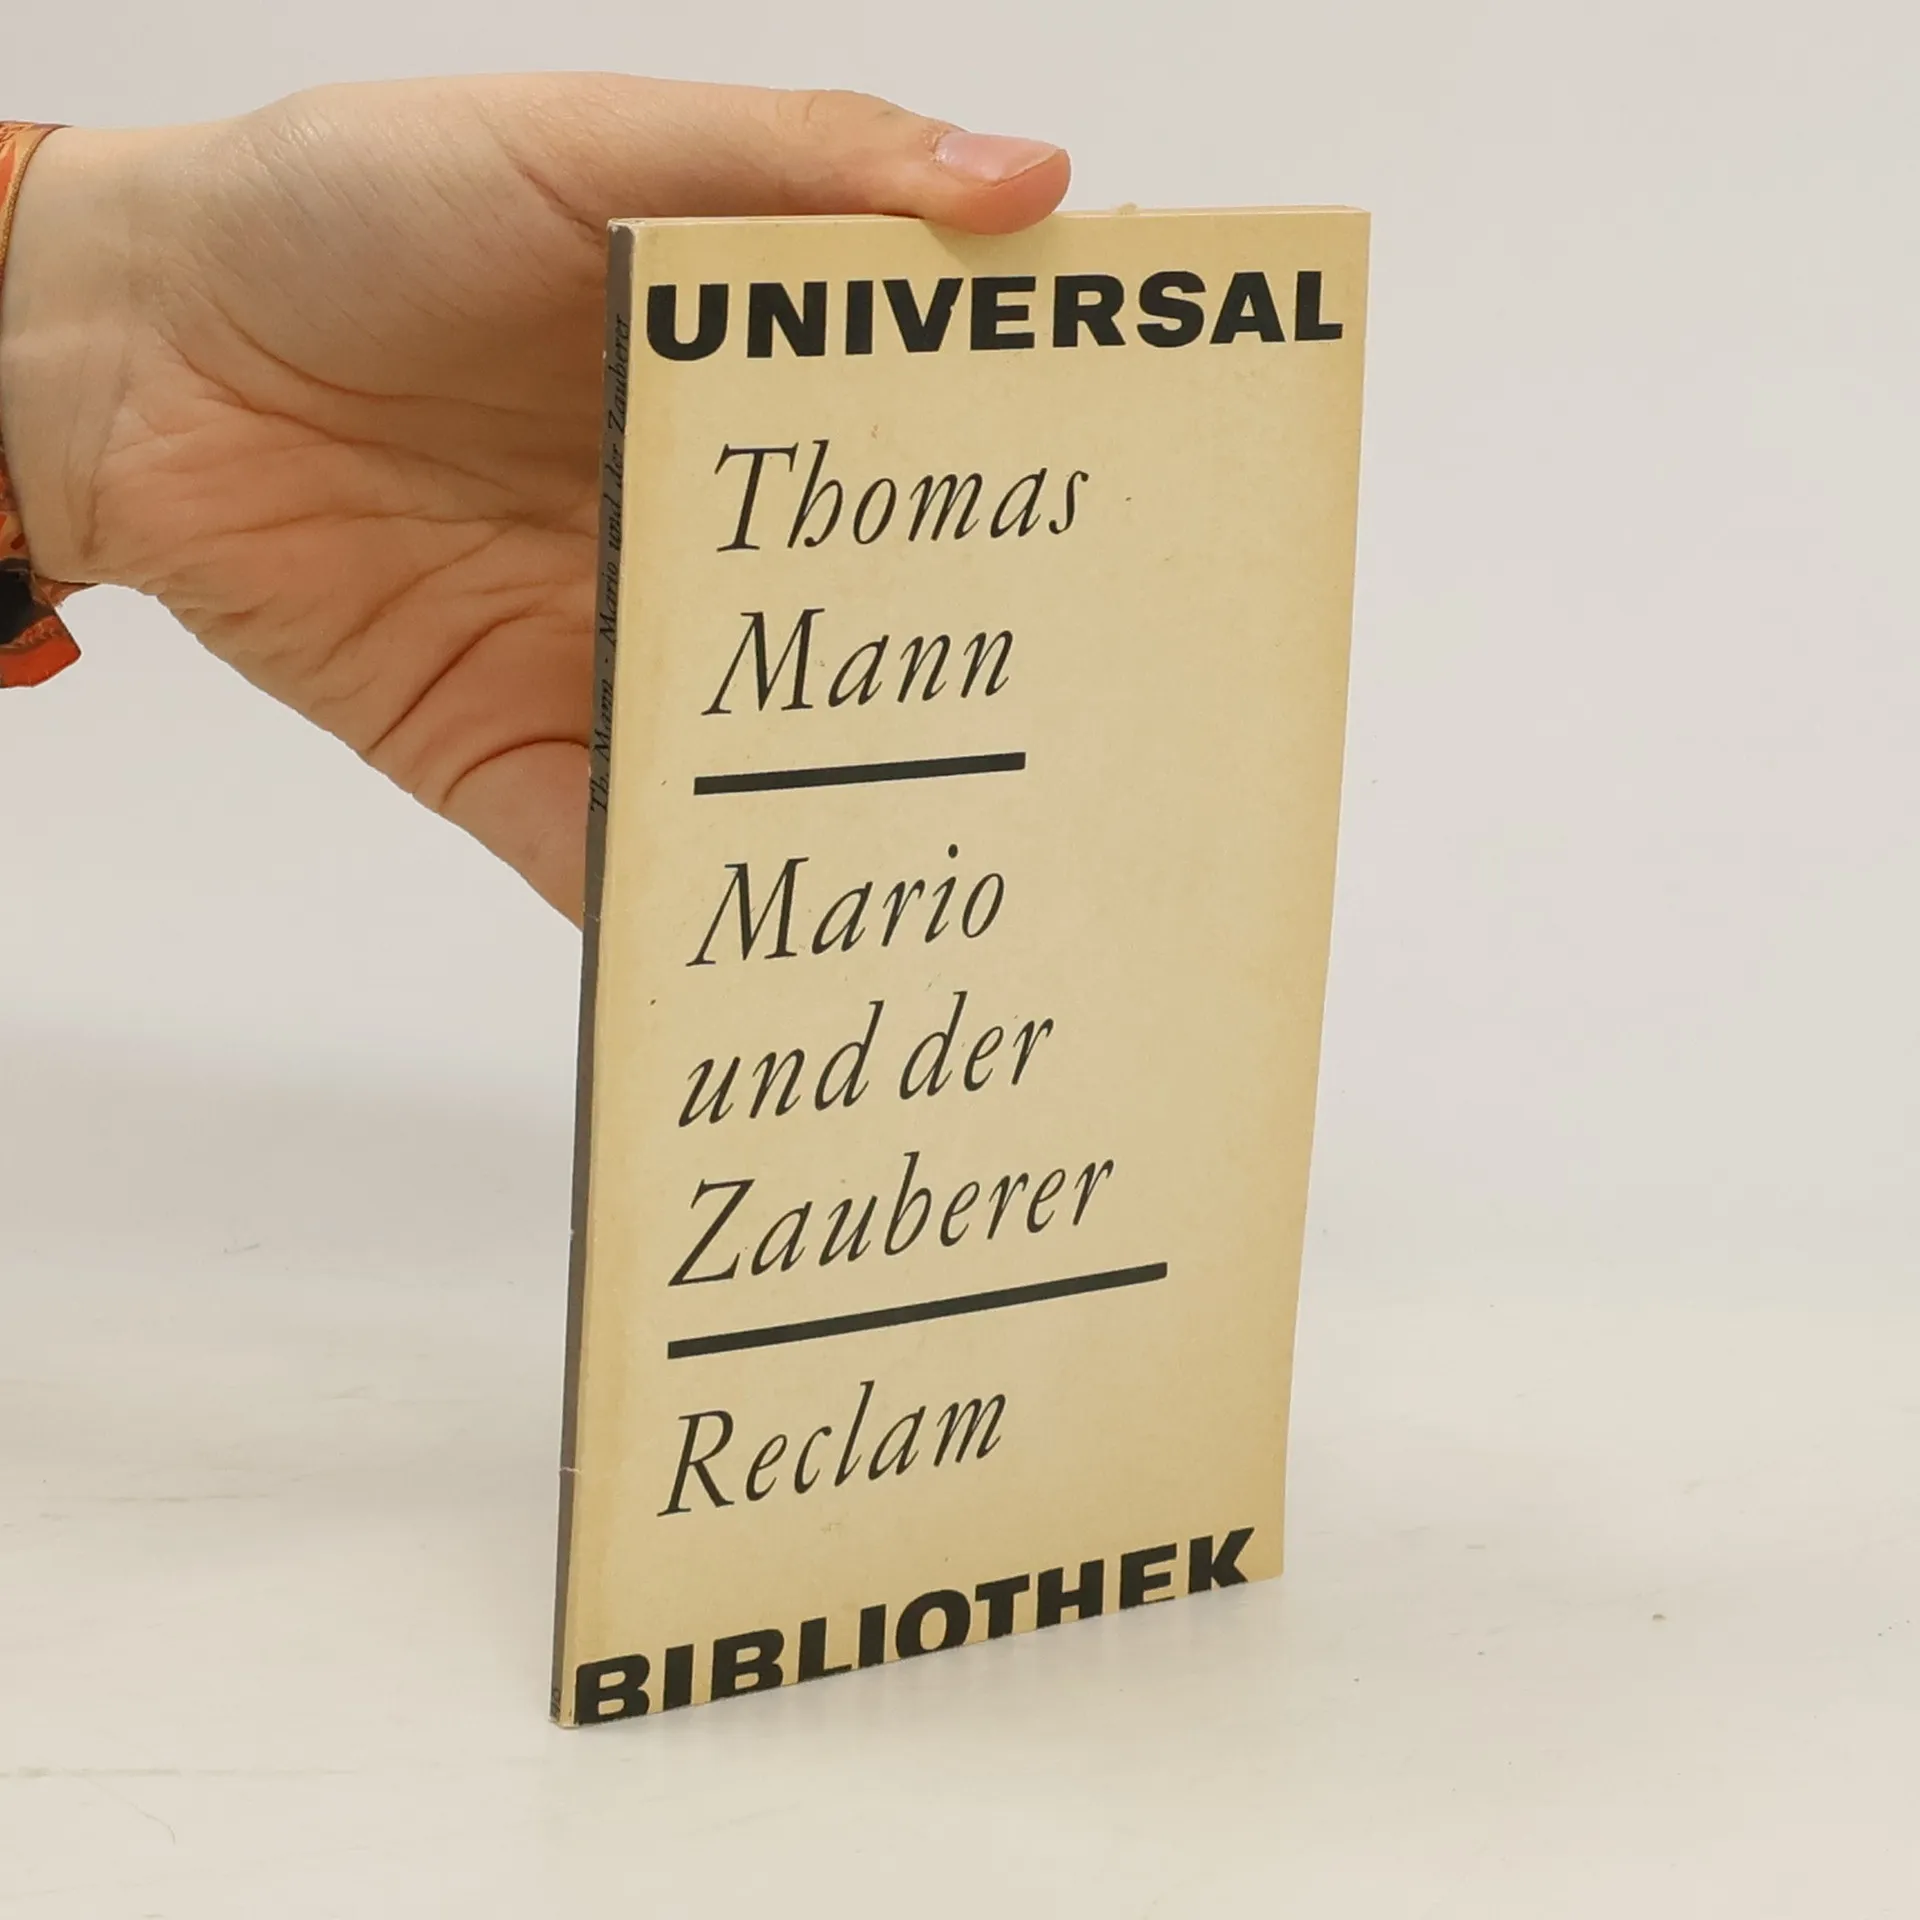 UNIVERSAL
Thomas
Mann
Mario
und der
Zauberer
Reclam
BIBLIOTHEK
Th. Mann · Mario und der Zauberer